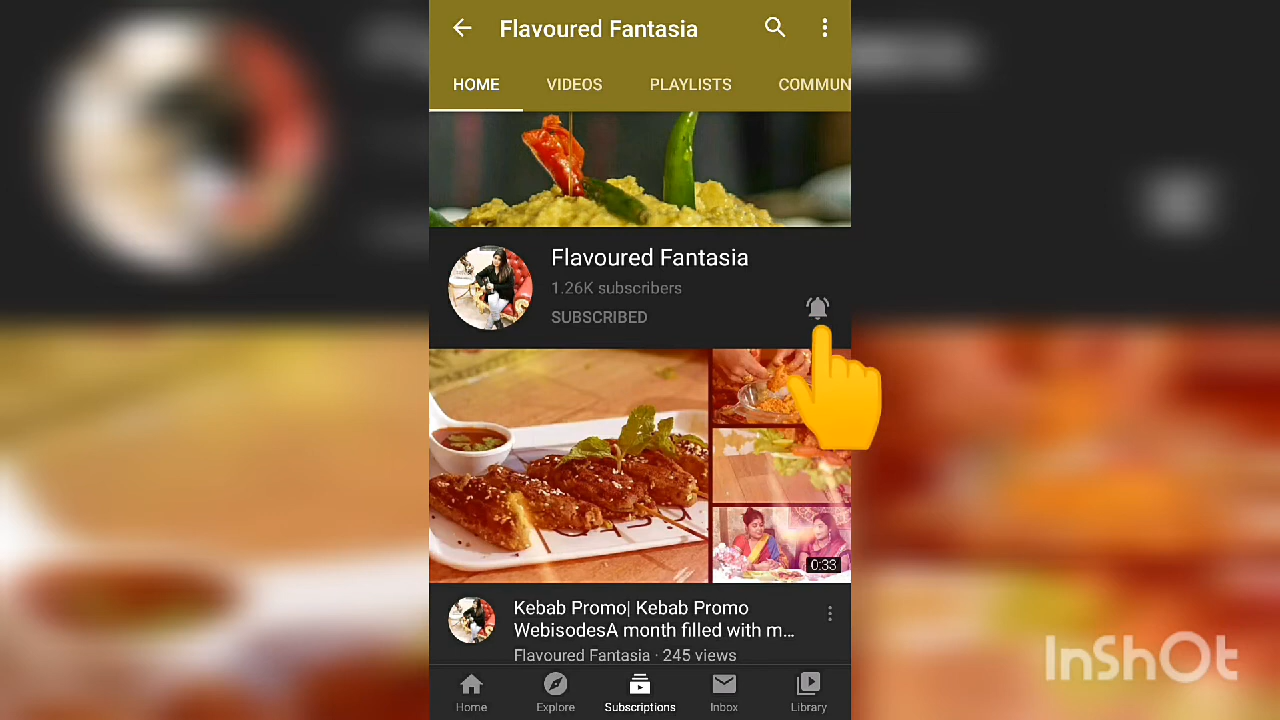 Flavoured Fantasia
HOME VIDEOS PLAYLISTS COMMUN
Flavoured Fantasia
1.26K subscribers
SUBSCRIBED
0:33
Kebab Promo| Kebab Promo
WebisodesA month filled with m...
Flavoured Fantasia · 245 views
Home Explore Subscriptions Inbox Library
InShOt